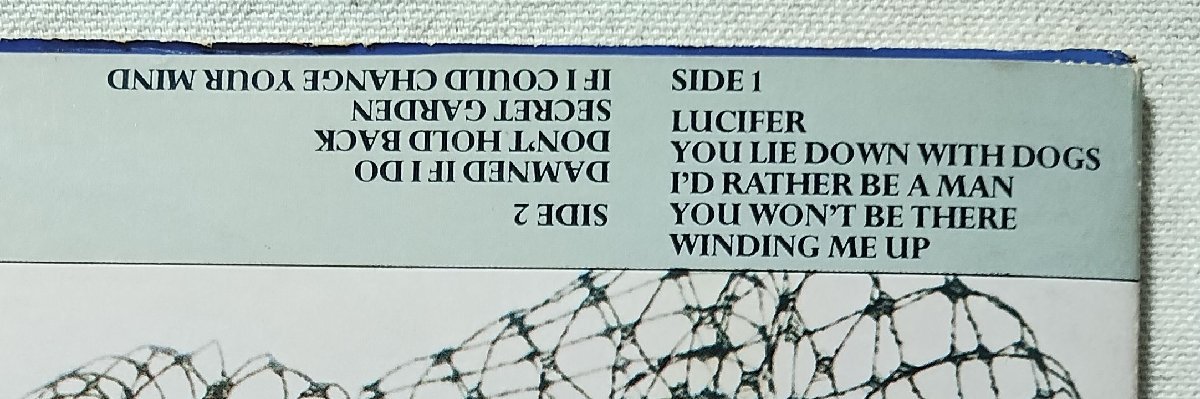 SIDE 1
LUCIFER
YOU LIE DOWN WITH DOGS
I'D RATHER BE A MAN
YOU WON'T BE THERE
WINDING ME UP
SIDE 2
DAMNED IF I DO
DON'T HOLD BACK
SECRET GARDEN
IF I COULD CHANGE YOUR MIND